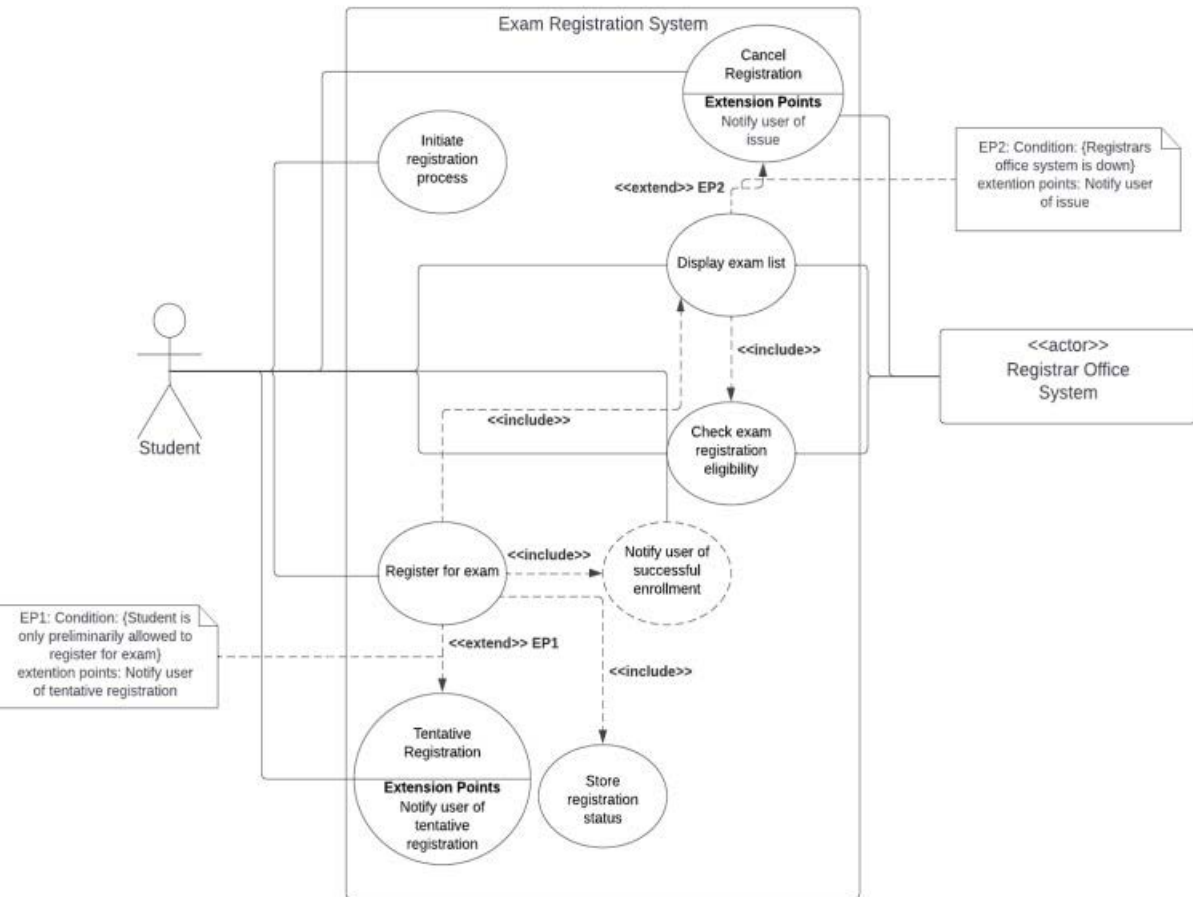 Exam Registration System
Cancel
Registration
Extension Points
Notify user of
issue
Initiate
registration
process
EP2: Condition: {Registrars
office system is down}
extention points: Notify user
of issue
<<extend>> EP2
Display exam list
<<include>>
<<actor>>
Registrar Office
System
<<include>>
Check exam
registration
eligibility
Student
Register for exam
<<include>>
Notify user of
successful
enrollment
EP1: Condition: {Student is
only preliminarily allowed to
register for exam}
extention points: Notify user
of tentative registration
<<extend>> EP1
<<include>>
Tentative
Registration
Extension Points
Notify user of
tentative
registration
Store
registration
status